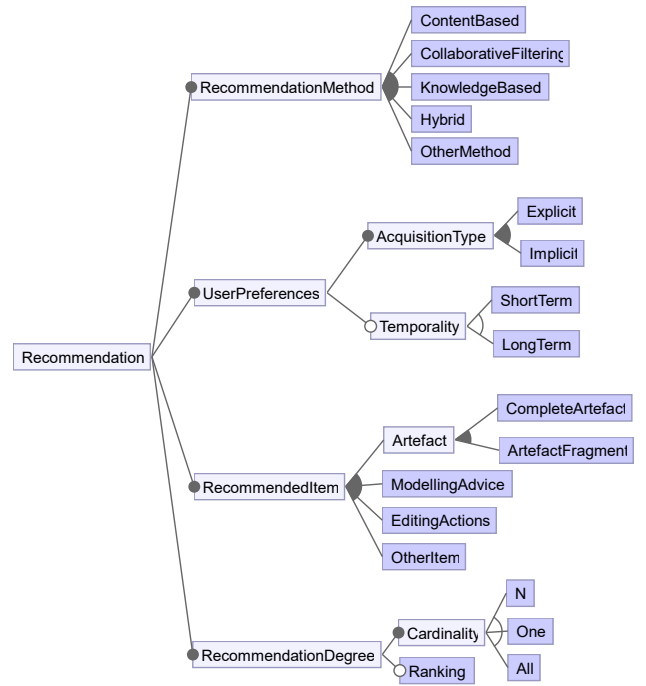 ContentBased
CollaborativeFiltering
RecommendationMethod
KnowledgeBased
Hybrid
OtherMethod
Explicit
AcquisitionType
Implicit
UserPreferences
ShortTerm
Temporality
LongTerm
Recommendation
CompleteArtefact
Artefact
ArtefactFragment
RecommendedItem
ModellingAdvice
EditingActions
OtherItem
N
Cardinality
One
RecommendationDegree
All
Ranking